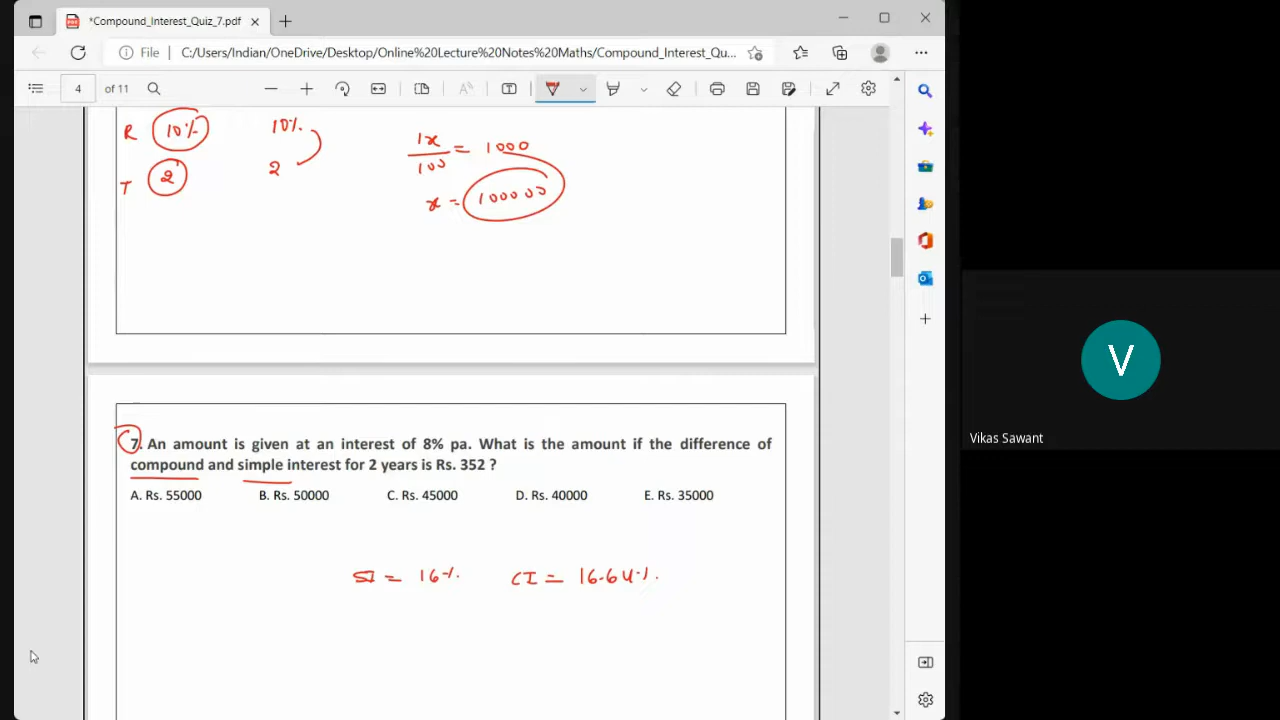 *Compound_Interest_Quiz_7.pdf
File C:/Users/Indian/OneDrive/Desktop/Online%20Lecture%20Notes%20Maths/Compound_Interest_Qu...
4 of 11
R 10% 10%
T 2 2
1x/100 = 1000
x = 100000
7. An amount is given at an interest of 8% pa. What is the amount if the difference of
compound and simple interest for 2 years is Rs. 352 ?
A. Rs. 55000 B. Rs. 50000 C. Rs. 45000 D. Rs. 40000 E. Rs. 35000
SI = 16% CI = 16.64%.
V
Vikas Sawant